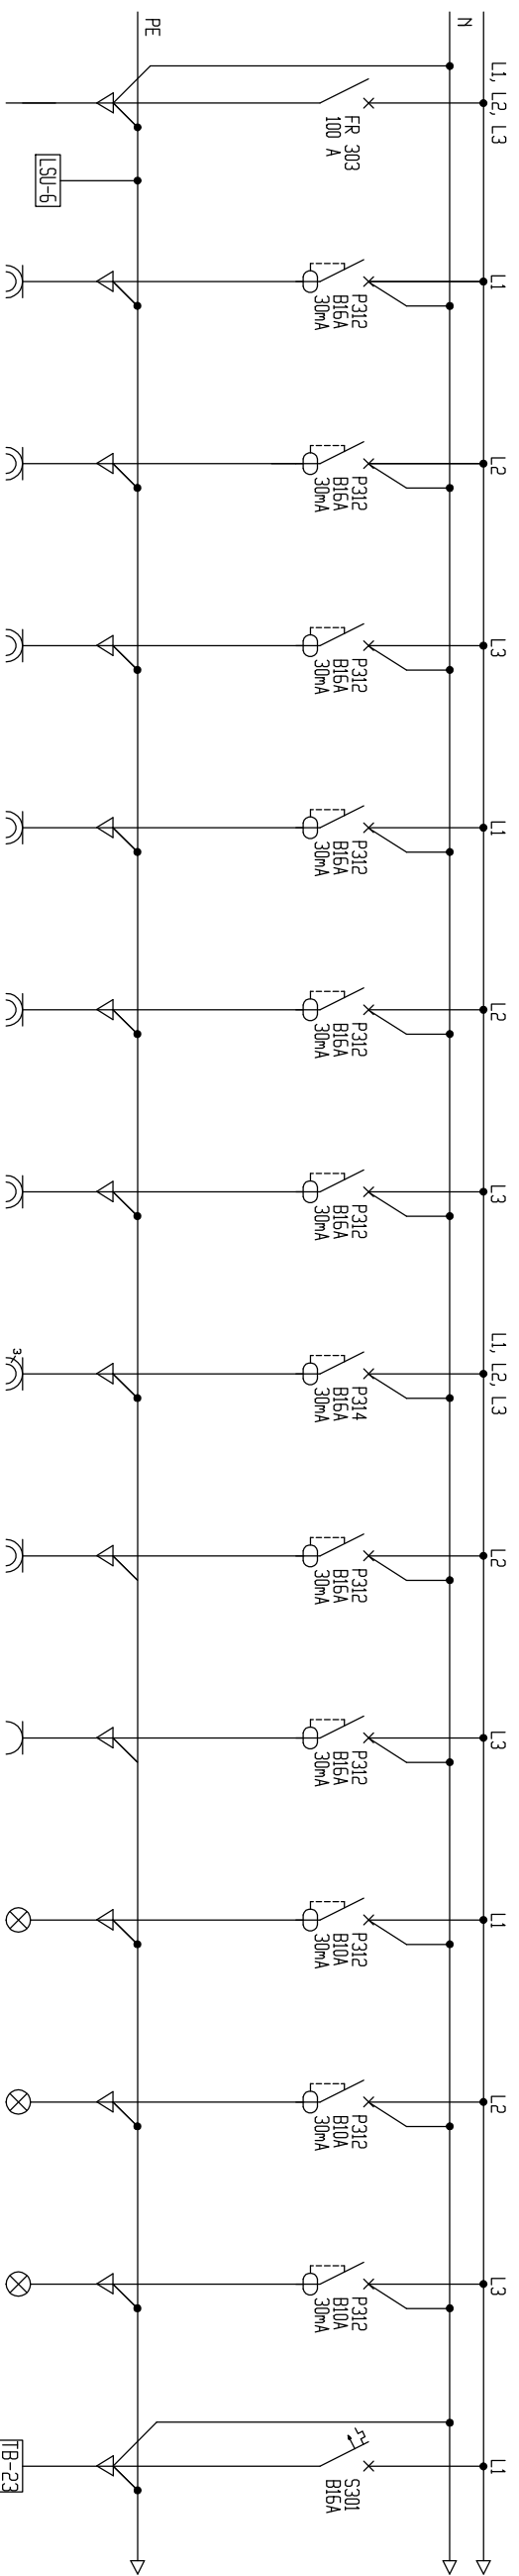 PE
N
L1, L2, L3
FR 303
100 A
LSU-6
L1
P312
B16A
30mA
L2
P312
B16A
30mA
L3
P312
B16A
30mA
L1
P312
B16A
30mA
L2
P312
B16A
30mA
L3
P312
B16A
30mA
L1, L2, L3
P314
B16A
30mA
3
L2
P312
B16A
30mA
L3
P312
B16A
30mA
L1
P312
B10A
30mA
L2
P312
B10A
30mA
L3
P312
B10A
30mA
L1
S301
B16A
TB-23